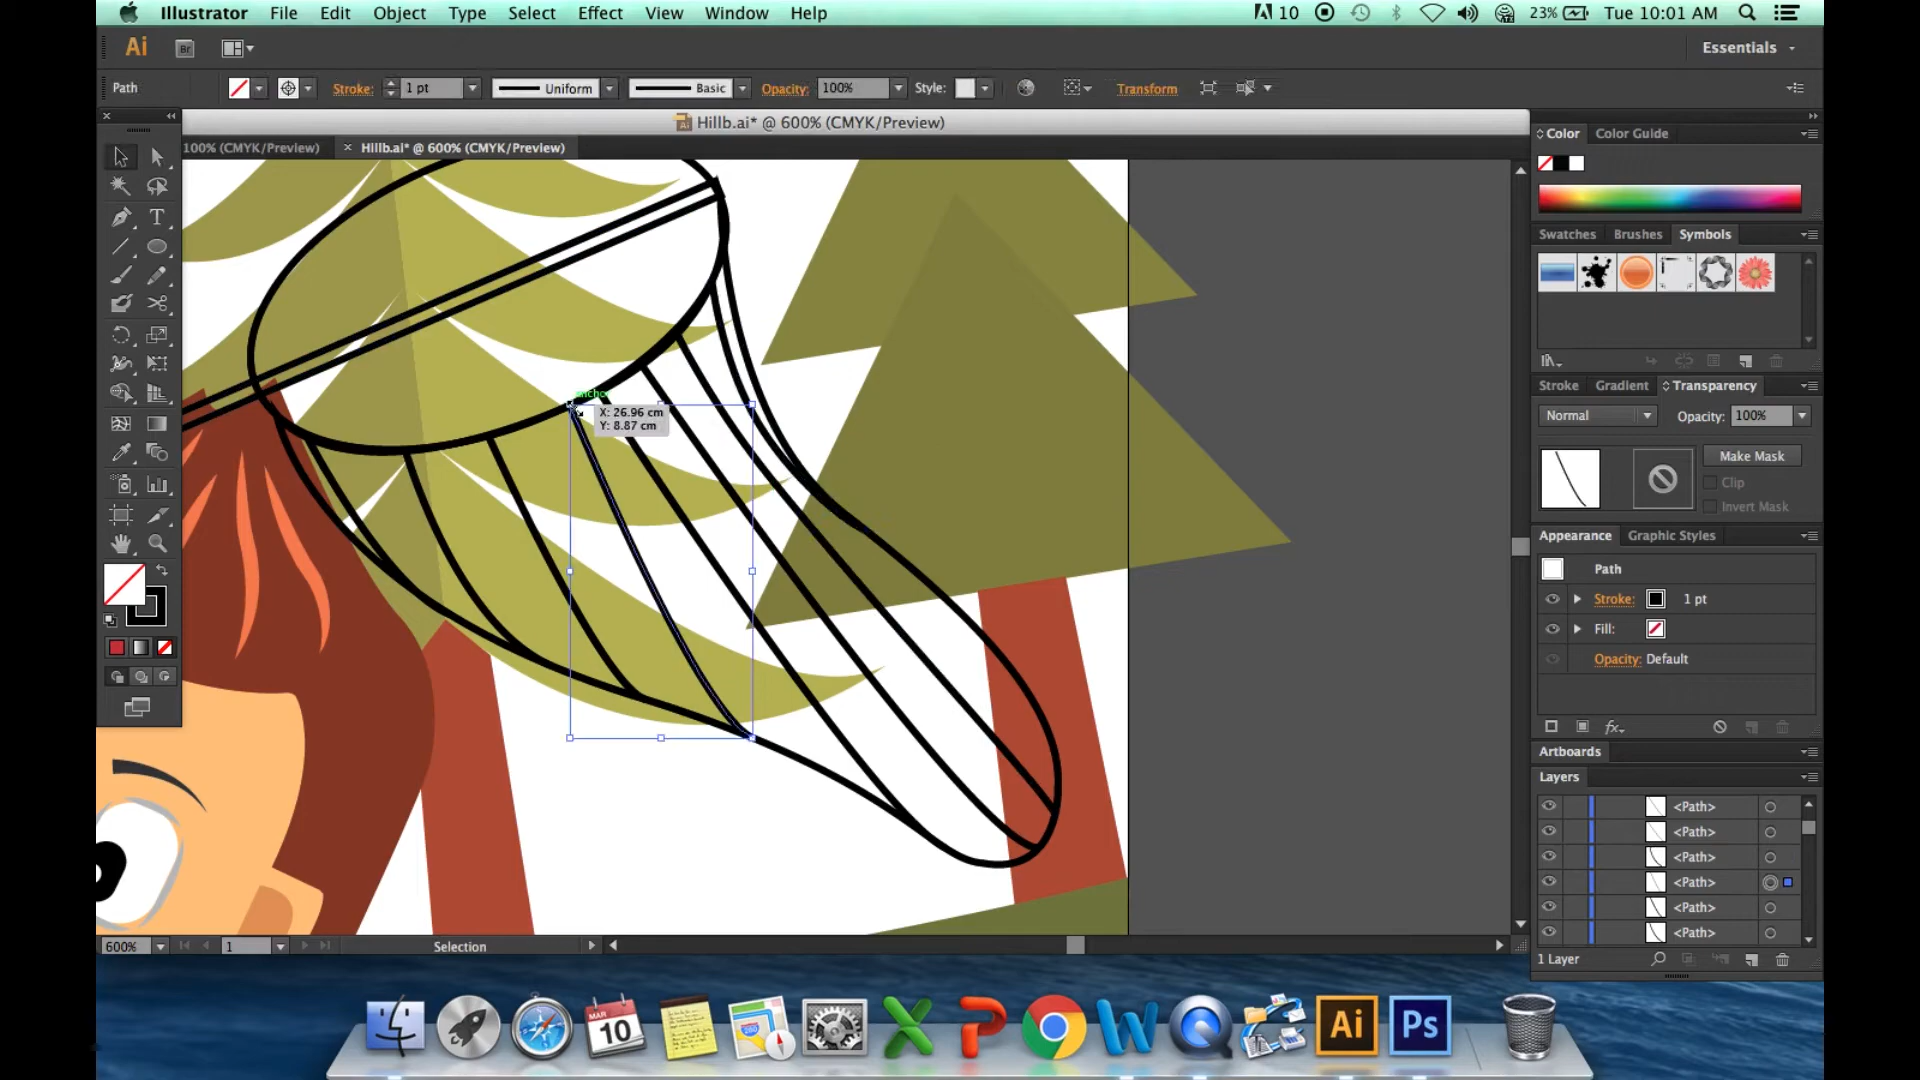 Illustrator File Edit Object Type Select Effect View Window Help
10 23% Tue 10:01 AM
Ai Br Essentials
Path Stroke: 1 pt Uniform Basic Opacity: 100% Style: Transform
Hillb.ai* @ 600% (CMYK/Preview)
100% (CMYK/Preview) × Hillb.ai* @ 600% (CMYK/Preview)
Color Color Guide
Swatches Brushes Symbols
Stroke Gradient Transparency
Normal Opacity: 100%
Make Mask
Clip
Invert Mask
X: 26.96 cm
Y: 8.87 cm
Appearance Graphic Styles
Path
Stroke: 1 pt
Fill:
Opacity: Default
fx
Artboards
Layers
<Path>
<Path>
<Path>
<Path>
<Path>
<Path>
1 Layer
600% 1 Selection
MAR
10
Ai Ps